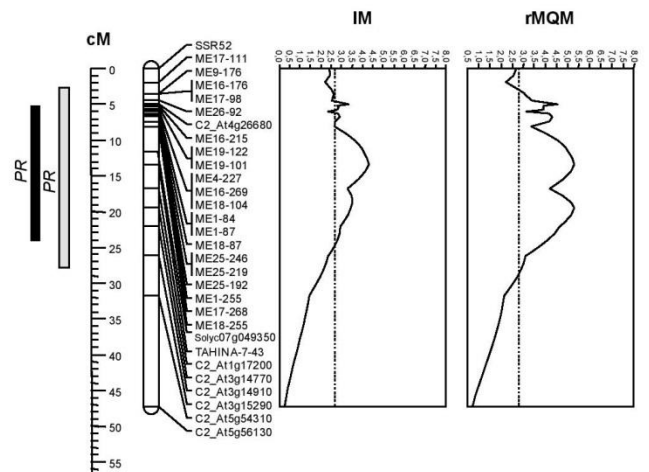 IM
rMQM
cM
0.5
0.0
1.0
1.5
2.0
2.5
3.0
3.5
4.0
4.5
5.0
5.5
6.0
6.5
7.0
7.5
8.0
0.5
0.0
1.0
1.5
2.0
2.5
3.0
3.5
4.0
4.5
5.0
5.5
6.0
6.5
7.0
7.5
8.0
0
5
10
15
20
25
30
35
40
45
50
55
PR
PR
SSR52
ME17-111
ME9-176
ME16-176
ME17-98
ME26-92
C2_At4g26680
ME16-215
ME19-122
ME19-101
ME4-227
ME16-269
ME18-104
ME1-84
ME1-87
ME18-87
ME25-246
ME25-219
ME25-192
ME1-255
ME17-268
ME18-255
Solyc07g049350
TAHINA-7-43
C2_At1g17200
C2_At3g14770
C2_At3g14910
C2_At3g15290
C2_At5g54310
C2_At5g56130